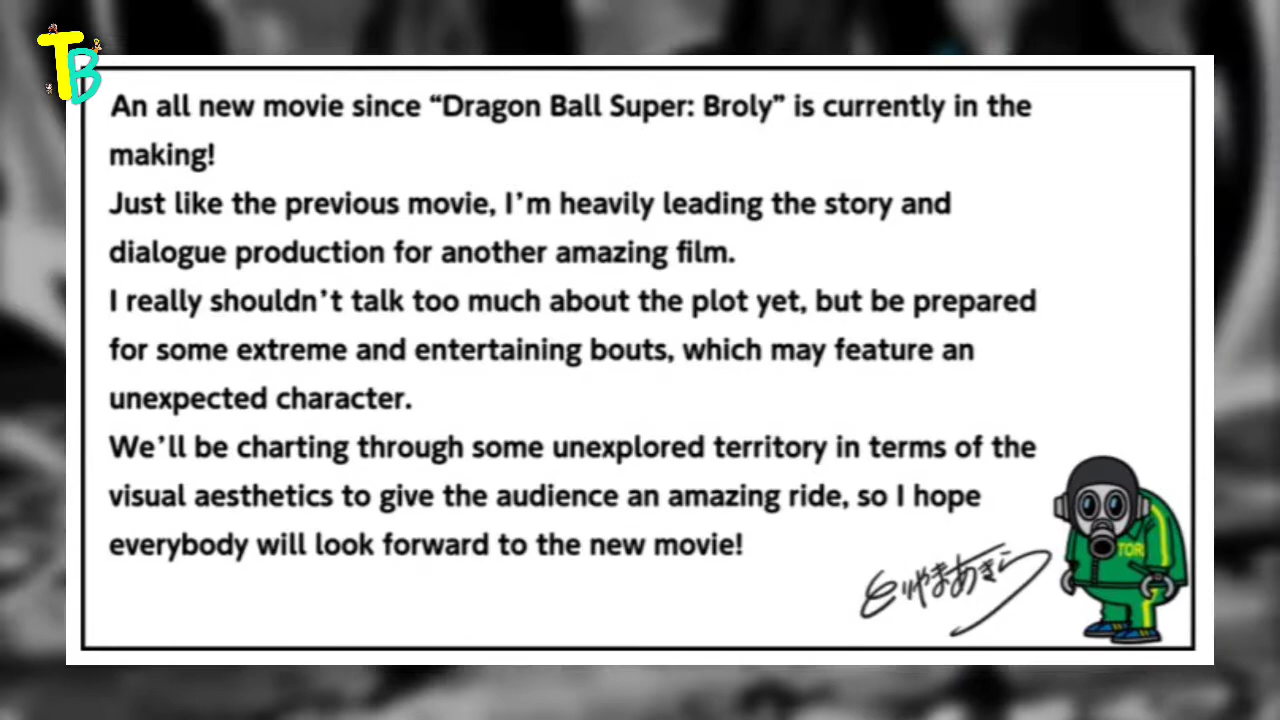 TB
An all new movie since “Dragon Ball Super: Broly” is currently in the
making!
Just like the previous movie, I’m heavily leading the story and
dialogue production for another amazing film.
I really shouldn’t talk too much about the plot yet, but be prepared
for some extreme and entertaining bouts, which may feature an
unexpected character.
We’ll be charting through some unexplored territory in terms of the
visual aesthetics to give the audience an amazing ride, so I hope
everybody will look forward to the new movie!
とりやまあきら
TORI